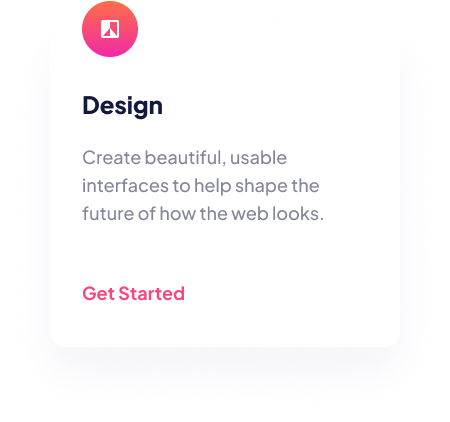 Design
Create beautiful, usable
interfaces to help shape the
future of how the web looks.
Get Started